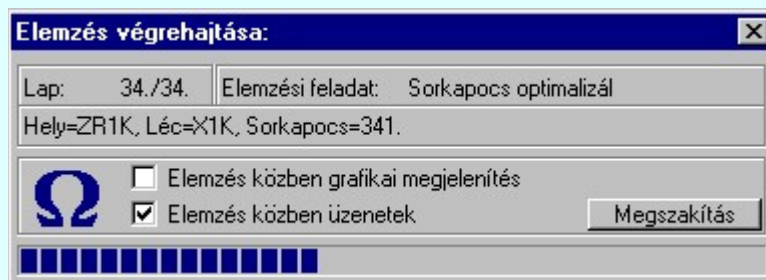 Elemzés végrehajtása:
Lap: 34./34. Elemzési feladat: Sorkapocs optimalizál
Hely=ZR1K, Léc=X1K, Sorkapocs=341.
Ω Elemzés közben grafikai megjelenítés
Elemzés közben üzenetek Megszakítás